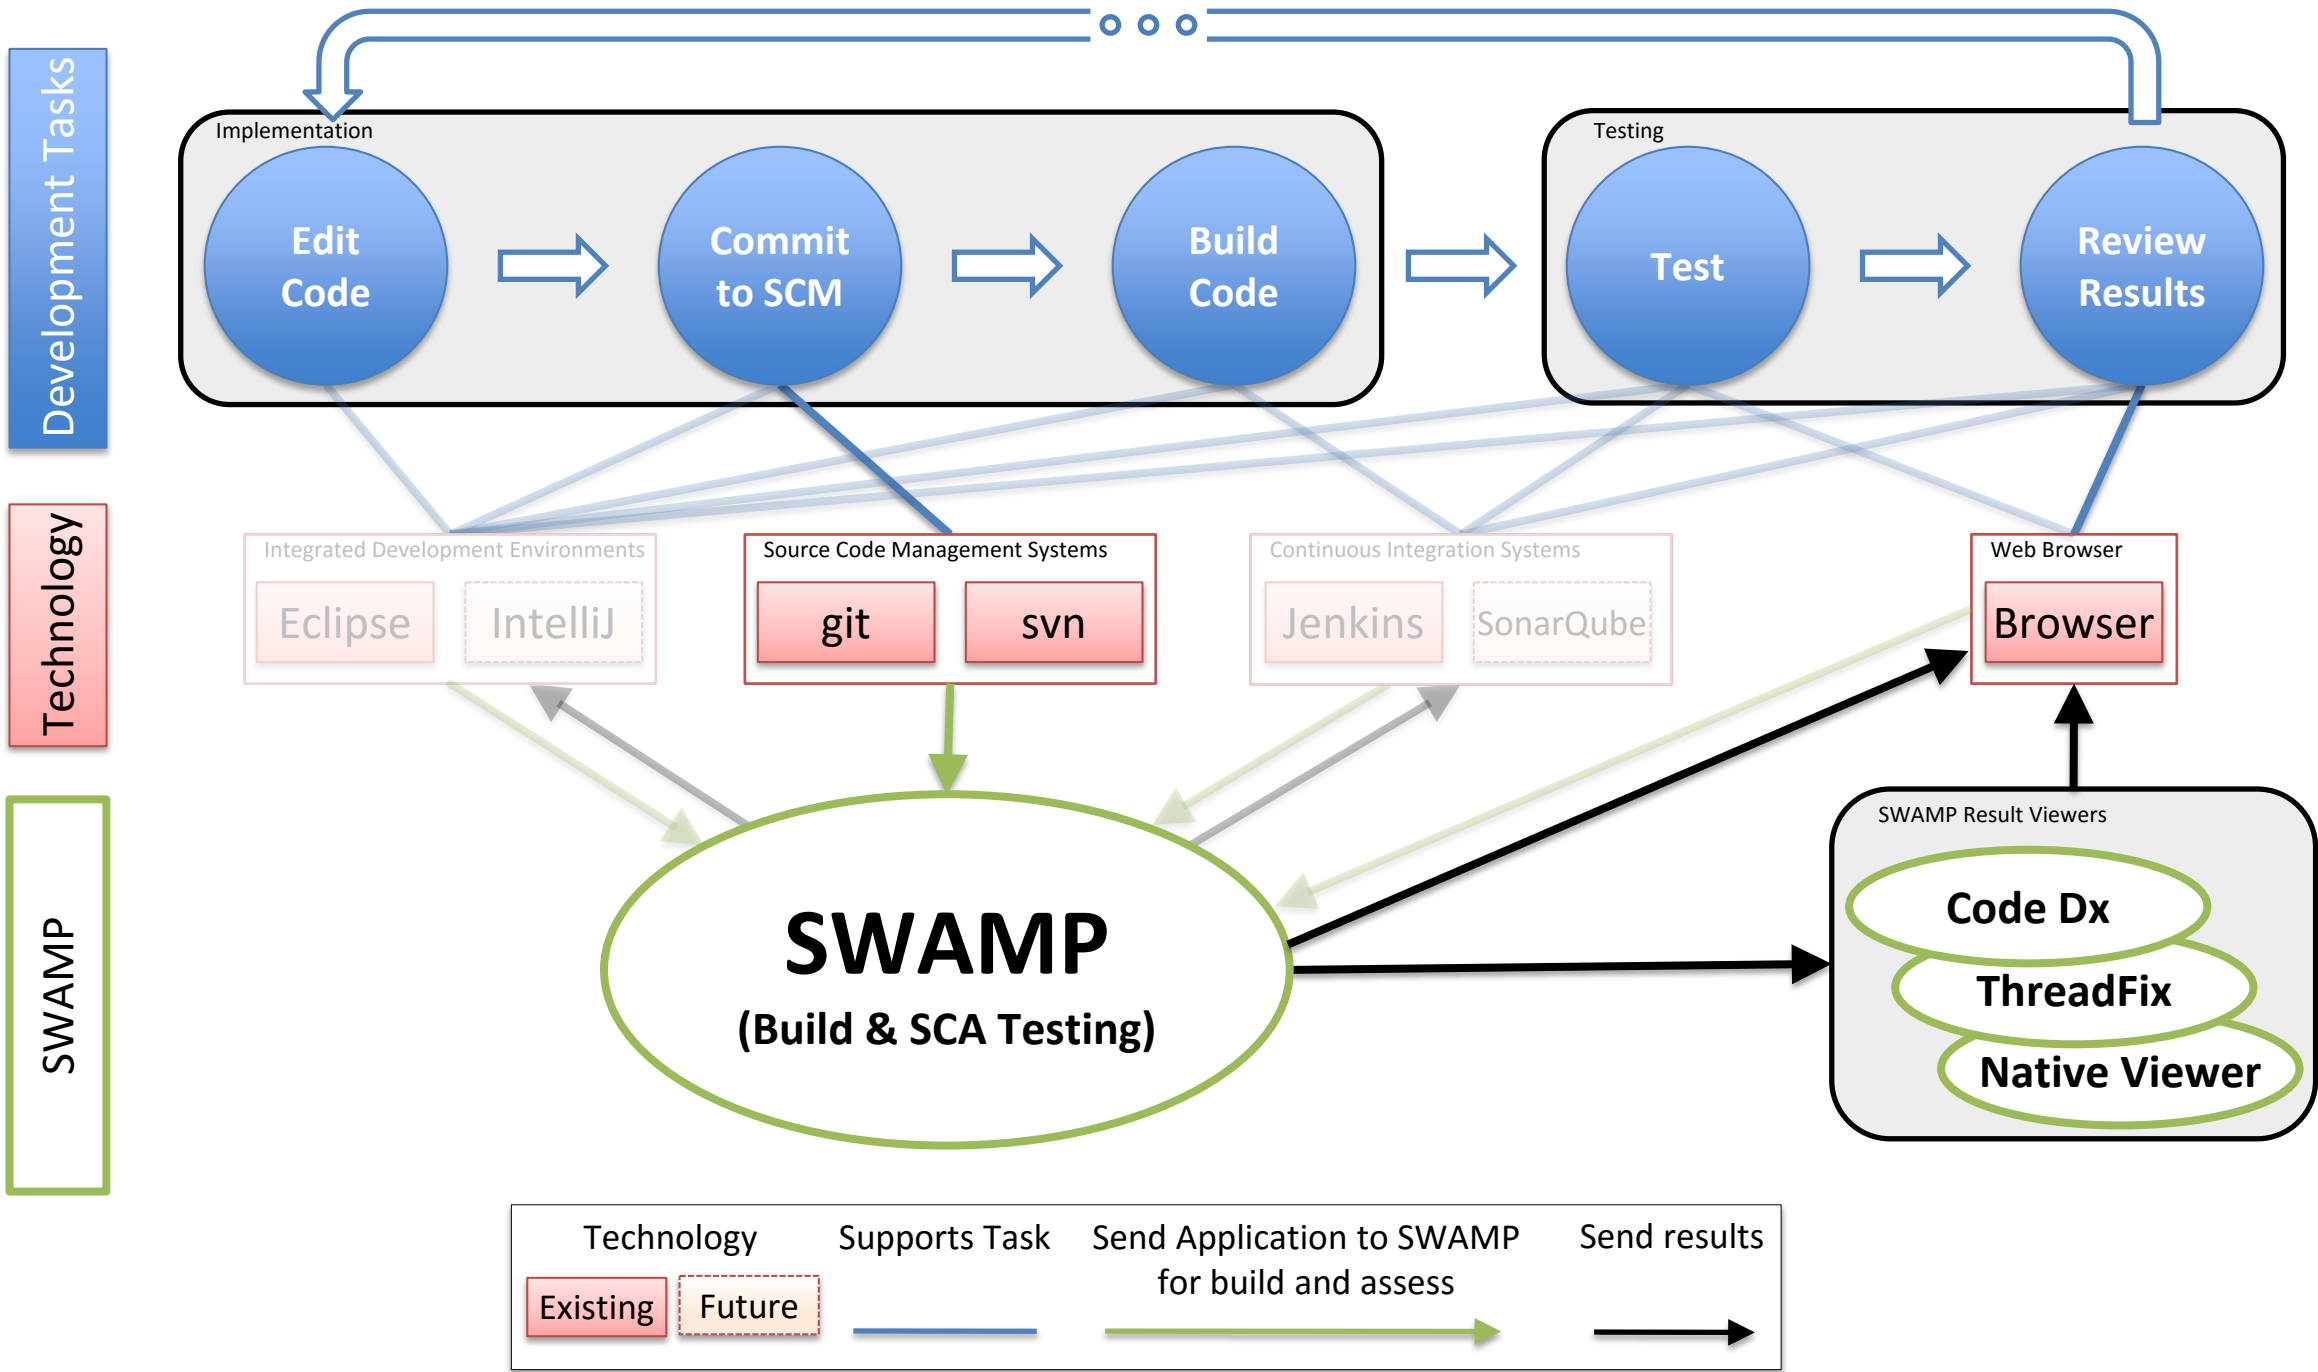 Development Tasks
Implementation
Testing
Edit
Code
Commit
to SCM
Build
Code
Test
Review
Results
Technology
Integrated Development Environments
Eclipse
IntelliJ
Source Code Management Systems
git
svn
Continuous Integration Systems
Jenkins
SonarQube
Web Browser
Browser
SWAMP
SWAMP
(Build & SCA Testing)
SWAMP Result Viewers
Code Dx
ThreadFix
Native Viewer
Technology
Existing
Future
Supports Task
Send Application to SWAMP
for build and assess
Send results